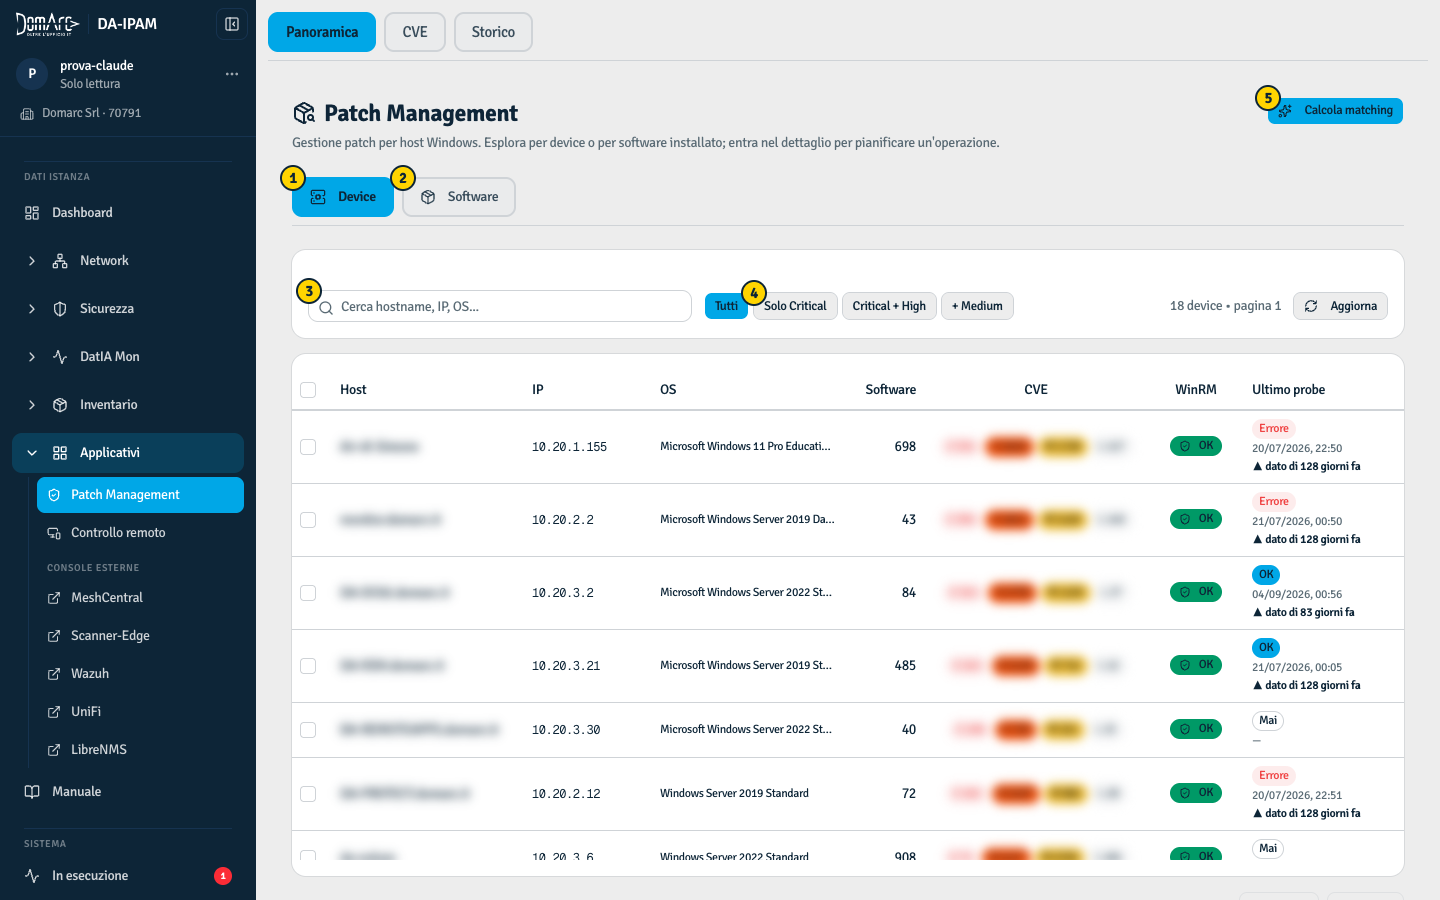 DomArc
OLTRE L'UFFICIO IT
DA-IPAM
P
prova-claude
Solo lettura
Domarc Srl · 70791
DATI ISTANZA
Dashboard
Network
Sicurezza
DatIA Mon
Inventario
Applicativi
Patch Management
Controllo remoto
CONSOLE ESTERNE
MeshCentral
Scanner-Edge
Wazuh
UniFi
LibreNMS
Manuale
SISTEMA
In esecuzione 1
Panoramica CVE Storico
Patch Management
5 Calcola matching
Gestione patch per host Windows. Esplora per device o per software installato; entra nel dettaglio per pianificare un'operazione.
1 Device 2 Software
3 Cerca hostname, IP, OS... Tutti 4 Solo Critical Critical + High + Medium 18 device • pagina 1 Aggiorna
Host IP OS Software CVE WinRM Ultimo probe
10.20.1.155 Microsoft Windows 11 Pro Educati... 698 OK Errore
20/07/2026, 22:50
▲ dato di 128 giorni fa
10.20.2.2 Microsoft Windows Server 2019 Da... 43 OK Errore
21/07/2026, 00:50
▲ dato di 128 giorni fa
10.20.3.2 Microsoft Windows Server 2022 St... 84 OK OK
04/09/2026, 00:56
▲ dato di 83 giorni fa
10.20.3.21 Microsoft Windows Server 2019 St... 485 OK OK
21/07/2026, 00:05
▲ dato di 128 giorni fa
10.20.3.30 Microsoft Windows Server 2022 St... 40 OK Mai
—
10.20.2.12 Windows Server 2019 Standard 72 OK Errore
20/07/2026, 22:51
▲ dato di 128 giorni fa
10.20.3.6 Windows Server 2022 Standard 908 OK Mai